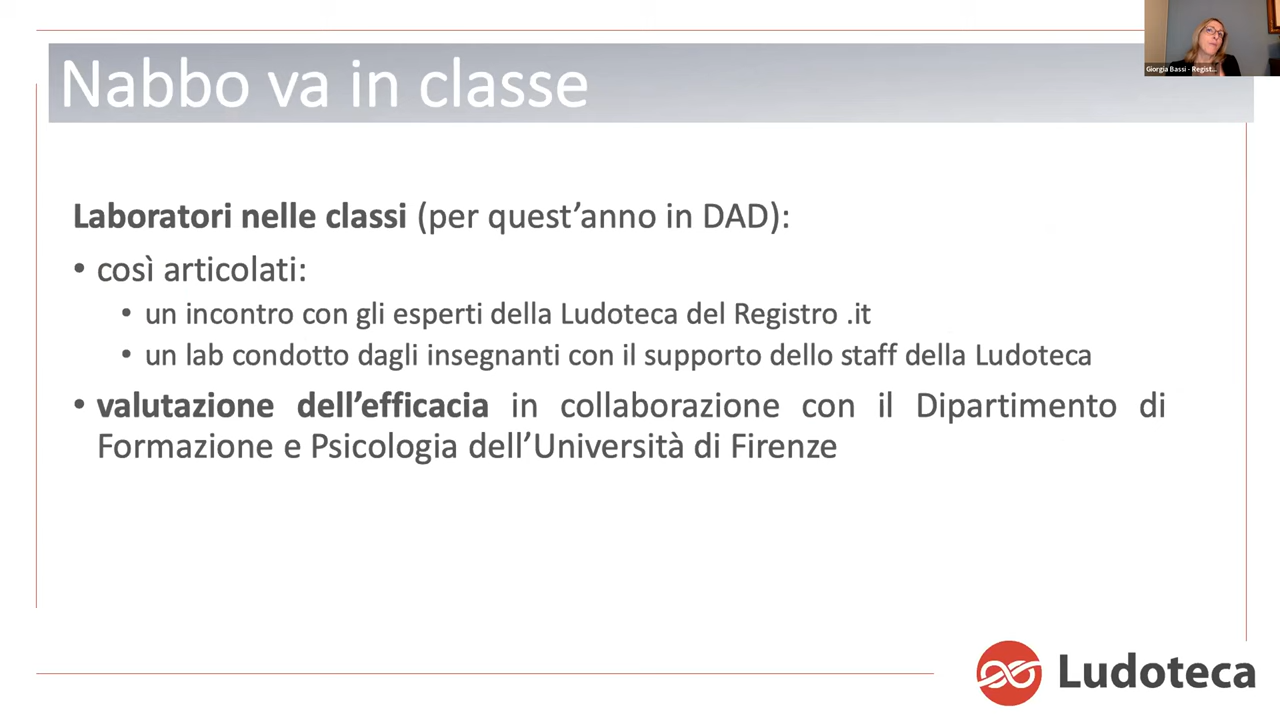 Nabbo va in classe
Giorgia Bassi - Regist...
Laboratori nelle classi (per quest’anno in DAD):
• così articolati:
• un incontro con gli esperti della Ludoteca del Registro .it
• un lab condotto dagli insegnanti con il supporto dello staff della Ludoteca
• valutazione dell’efficacia in collaborazione con il Dipartimento di
Formazione e Psicologia dell’Università di Firenze
Ludoteca